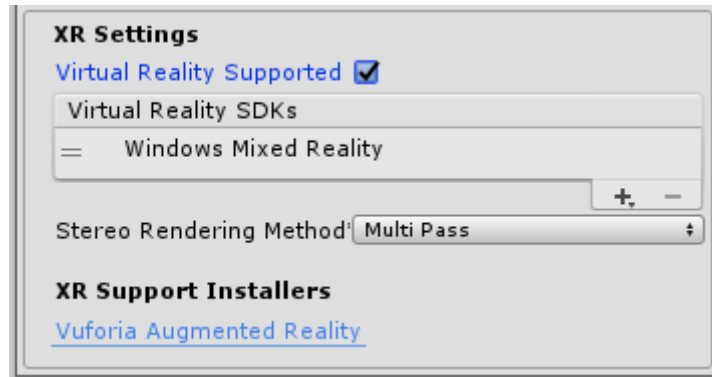 XR Settings
Virtual Reality Supported
Virtual Reality SDKs
Windows Mixed Reality
Stereo Rendering Method* Multi Pass
XR Support Installers
Vuforia Augmented Reality